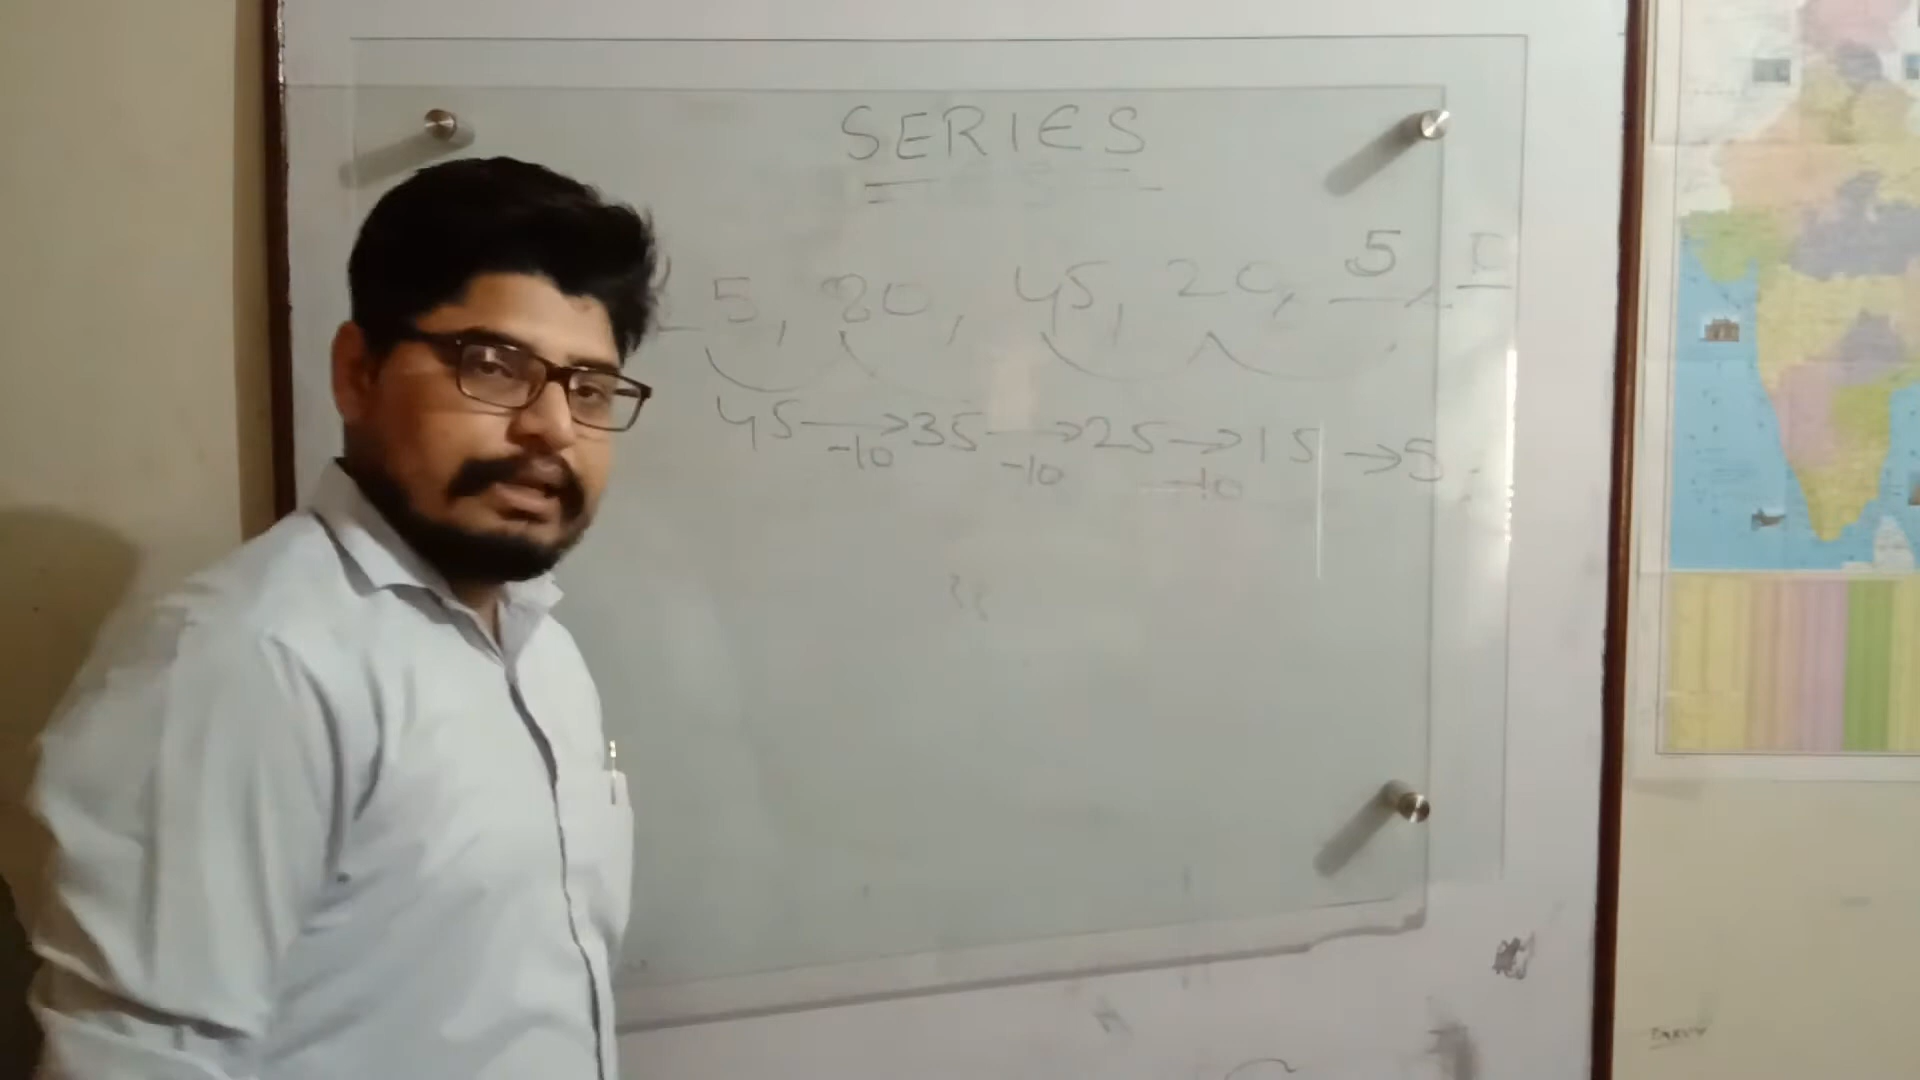 SERIES
5, 80, 45, 20, 5,
45 → 35 → 25 → 15 → 5
-10 -10 -10